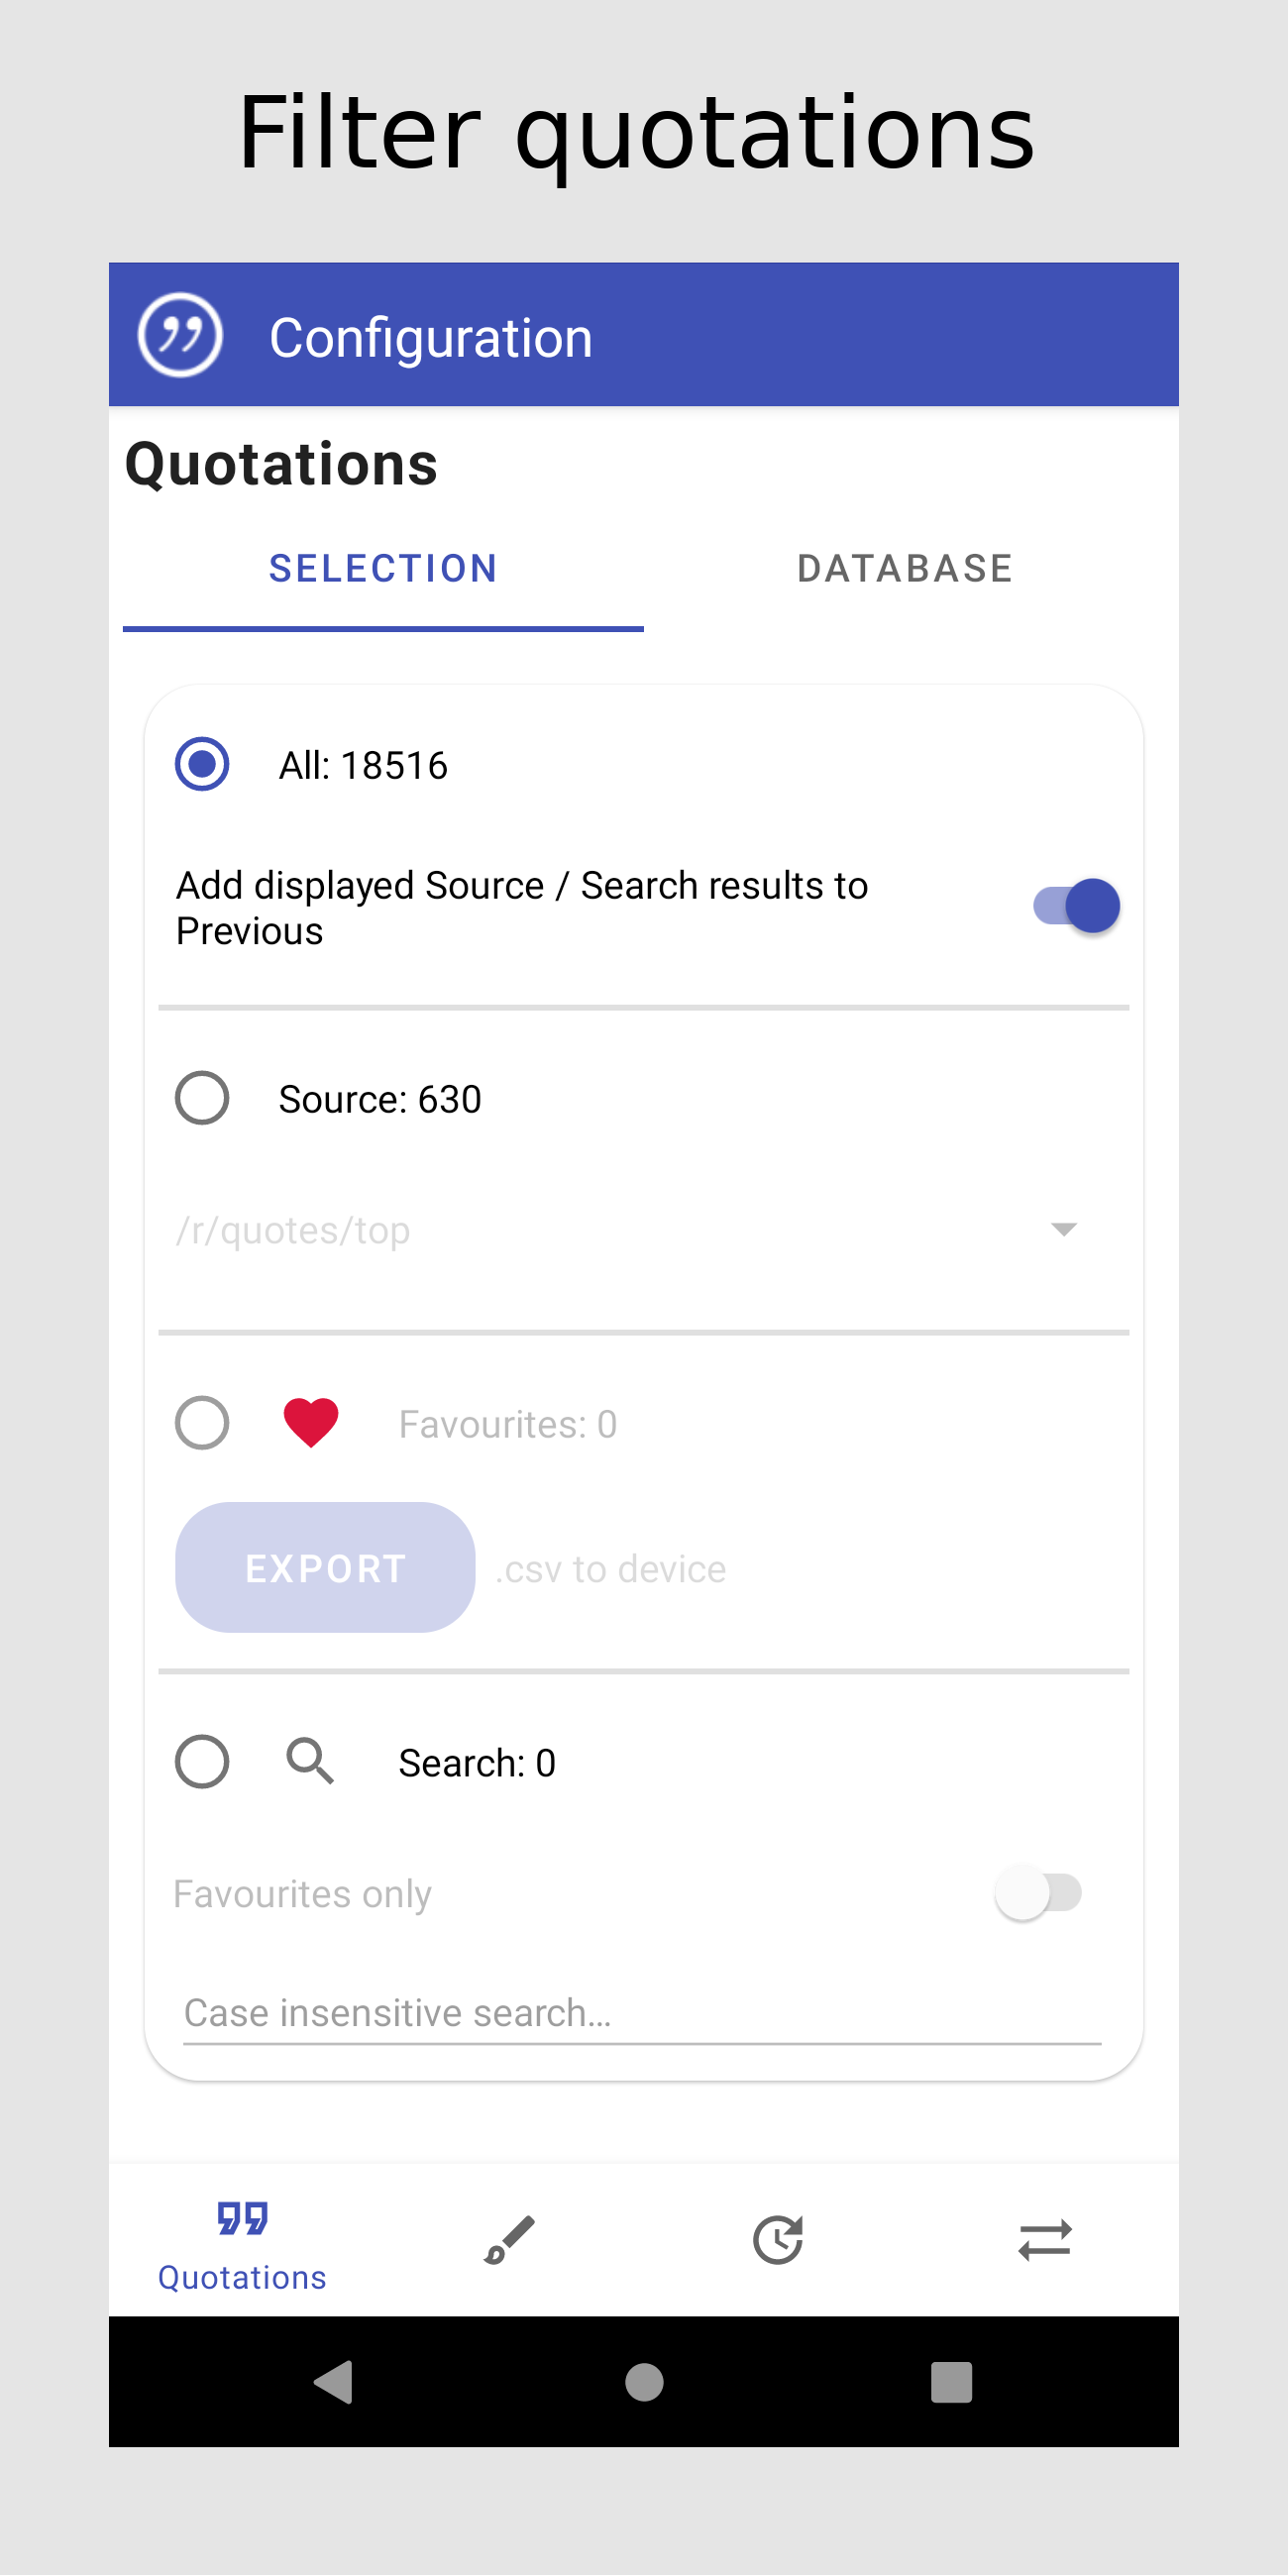 Filter quotations
Configuration
Quotations
SELECTION
DATABASE
All: 18516
Add displayed Source / Search results to
Previous
Source: 630
/r/quotes/top
Favourites: 0
EXPORT
.csv to device
Search: 0
Favourites only
Case insensitive search...
Quotations